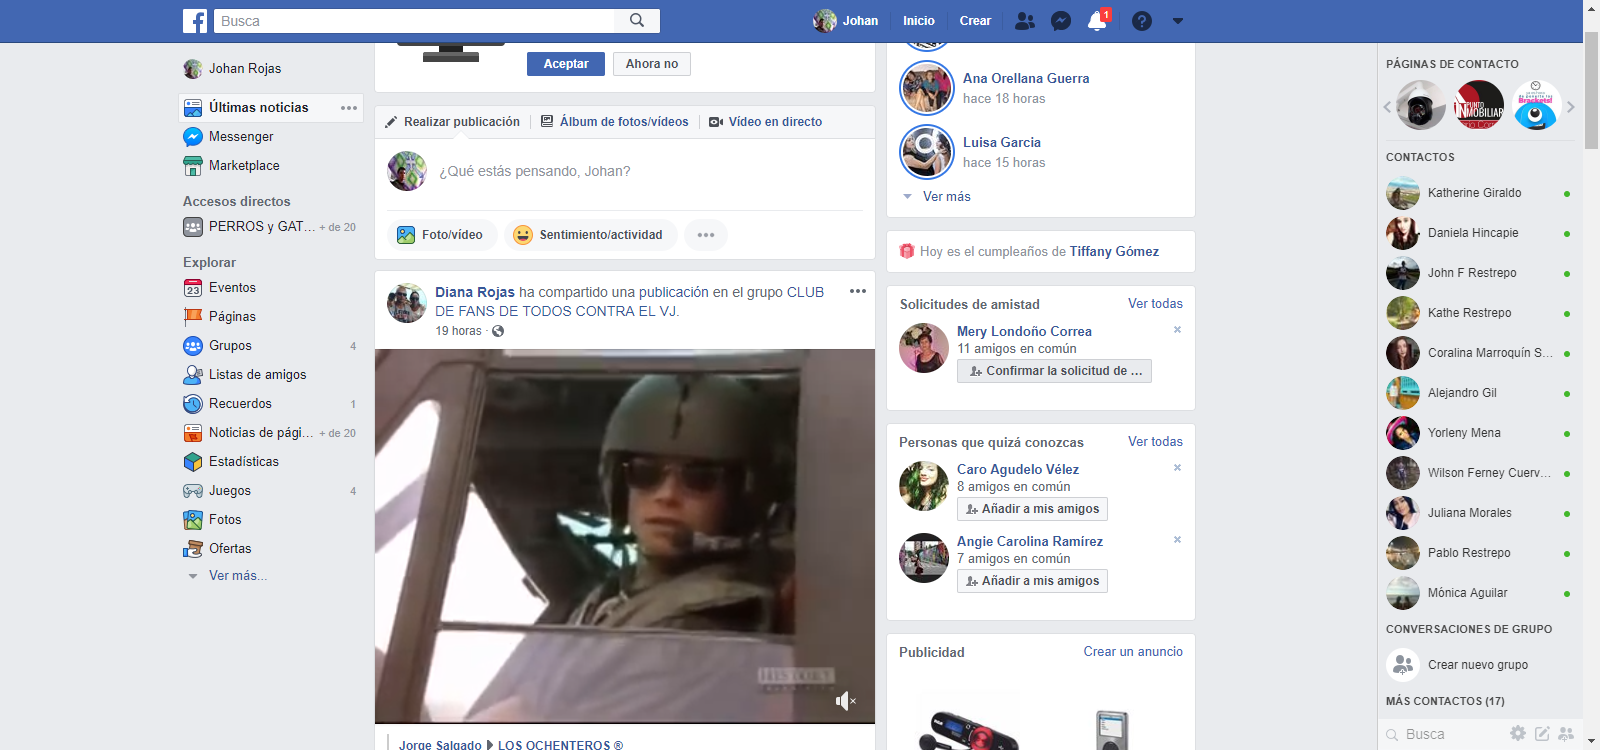 Busca
Johan
Inicio
Crear
1
Johan Rojas
Últimas noticias
Messenger
Marketplace
Accesos directos
PERROS y GAT... + de 20
Explorar
23
Eventos
Páginas
Grupos 4
Listas de amigos
Recuerdos 1
Noticias de pági... + de 20
Estadísticas
Juegos 4
Fotos
Ofertas
Ver más...
Aceptar
Ahora no
Realizar publicación
Álbum de fotos/vídeos
Vídeo en directo
¿Qué estás pensando, Johan?
Foto/vídeo
Sentimiento/actividad
Diana Rojas ha compartido una publicación en el grupo CLUB
DE FANS DE TODOS CONTRA EL VJ.
19 horas ·
HISTORY
Jorge Salgado ▶ LOS OCHENTEROS ®
Ana Orellana Guerra
hace 18 horas
Luisa Garcia
hace 15 horas
Ver más
Hoy es el cumpleaños de Tiffany Gómez
Solicitudes de amistad
Ver todas
Mery Londoño Correa
11 amigos en común
Confirmar la solicitud de ...
Personas que quizá conozcas
Ver todas
Caro Agudelo Vélez
8 amigos en común
Añadir a mis amigos
Angie Carolina Ramírez
7 amigos en común
Añadir a mis amigos
Publicidad
Crear un anuncio
PÁGINAS DE CONTACTO
PUNTO
INMOBILIAR
Brackets!
CONTACTOS
Katherine Giraldo
Daniela Hincapie
John F Restrepo
Kathe Restrepo
Coralina Marroquín S...
Alejandro Gil
Yorleny Mena
Wilson Ferney Cuerv...
Juliana Morales
Pablo Restrepo
Mónica Aguilar
CONVERSACIONES DE GRUPO
Crear nuevo grupo
MÁS CONTACTOS (17)
Busca